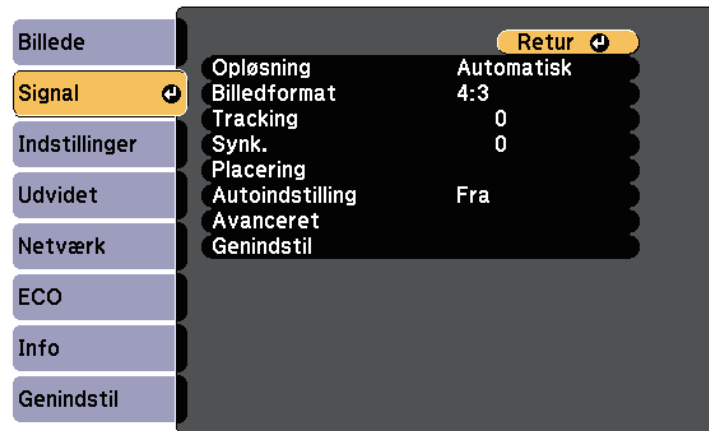 Billede
Signal
Indstillinger
Udvidet
Netværk
ECO
Info
Genindstil
Retur
Opløsning Automatisk
Billedformat 4:3
Tracking 0
Synk. 0
Placering
Autoindstilling Fra
Avanceret
Genindstil